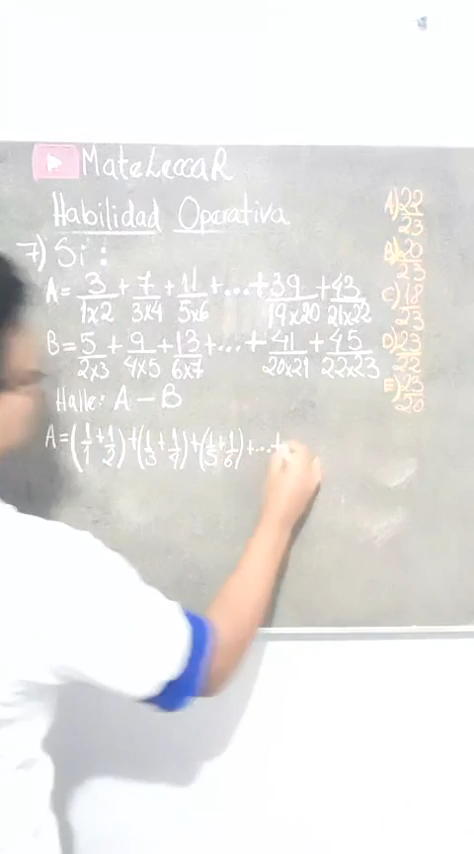 MateLeccaR
Habilidad Operativa
7) Si:
A = 3/1x2 + 7/3x4 + 11/5x6 + ... + 39/19x20 + 43/21x22
B = 5/2x3 + 9/4x5 + 13/6x7 + ... + 41/20x21 + 45/22x23
Halle: A - B
A = (1/1 + 1/2) + (1/3 + 1/4) + (1/5 + 1/6) + ... +
A) 22/23
B) 20/23
C) 18/23
D) 23/22
E) 23/20